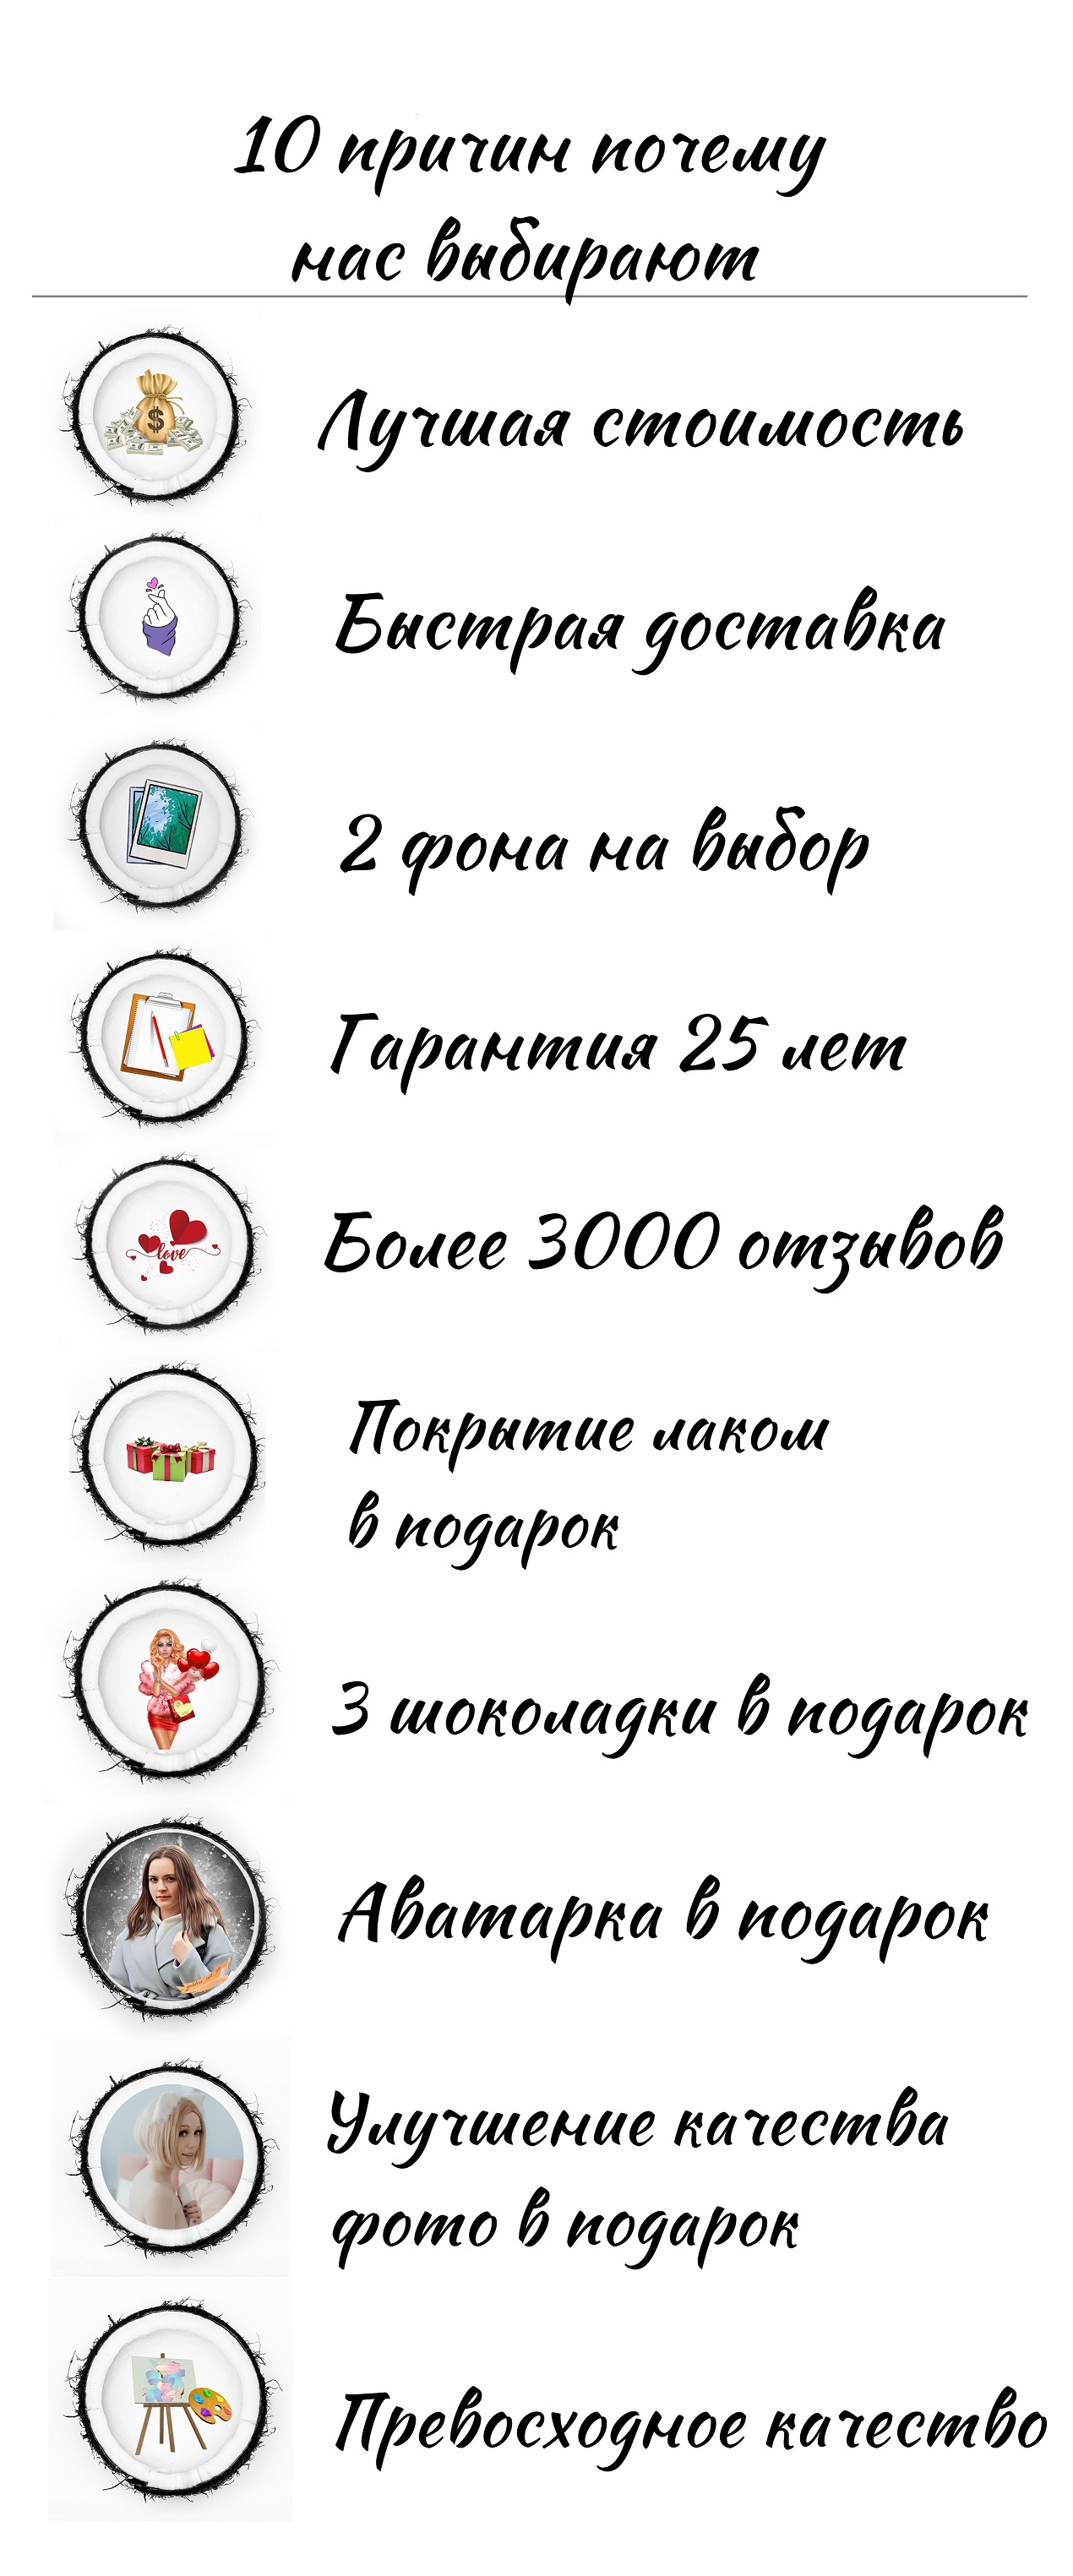 10 причин почему
нас выбирают
Лучшая стоимость
Быстрая доставка
2 фона на выбор
Гарантия 25 лет
Более 3000 отзывов
love
Покрытие лаком
в подарок
3 шоколадки в подарок
Аватарка в подарок
Улучшение качества
фото в подарок
Превосходное качество